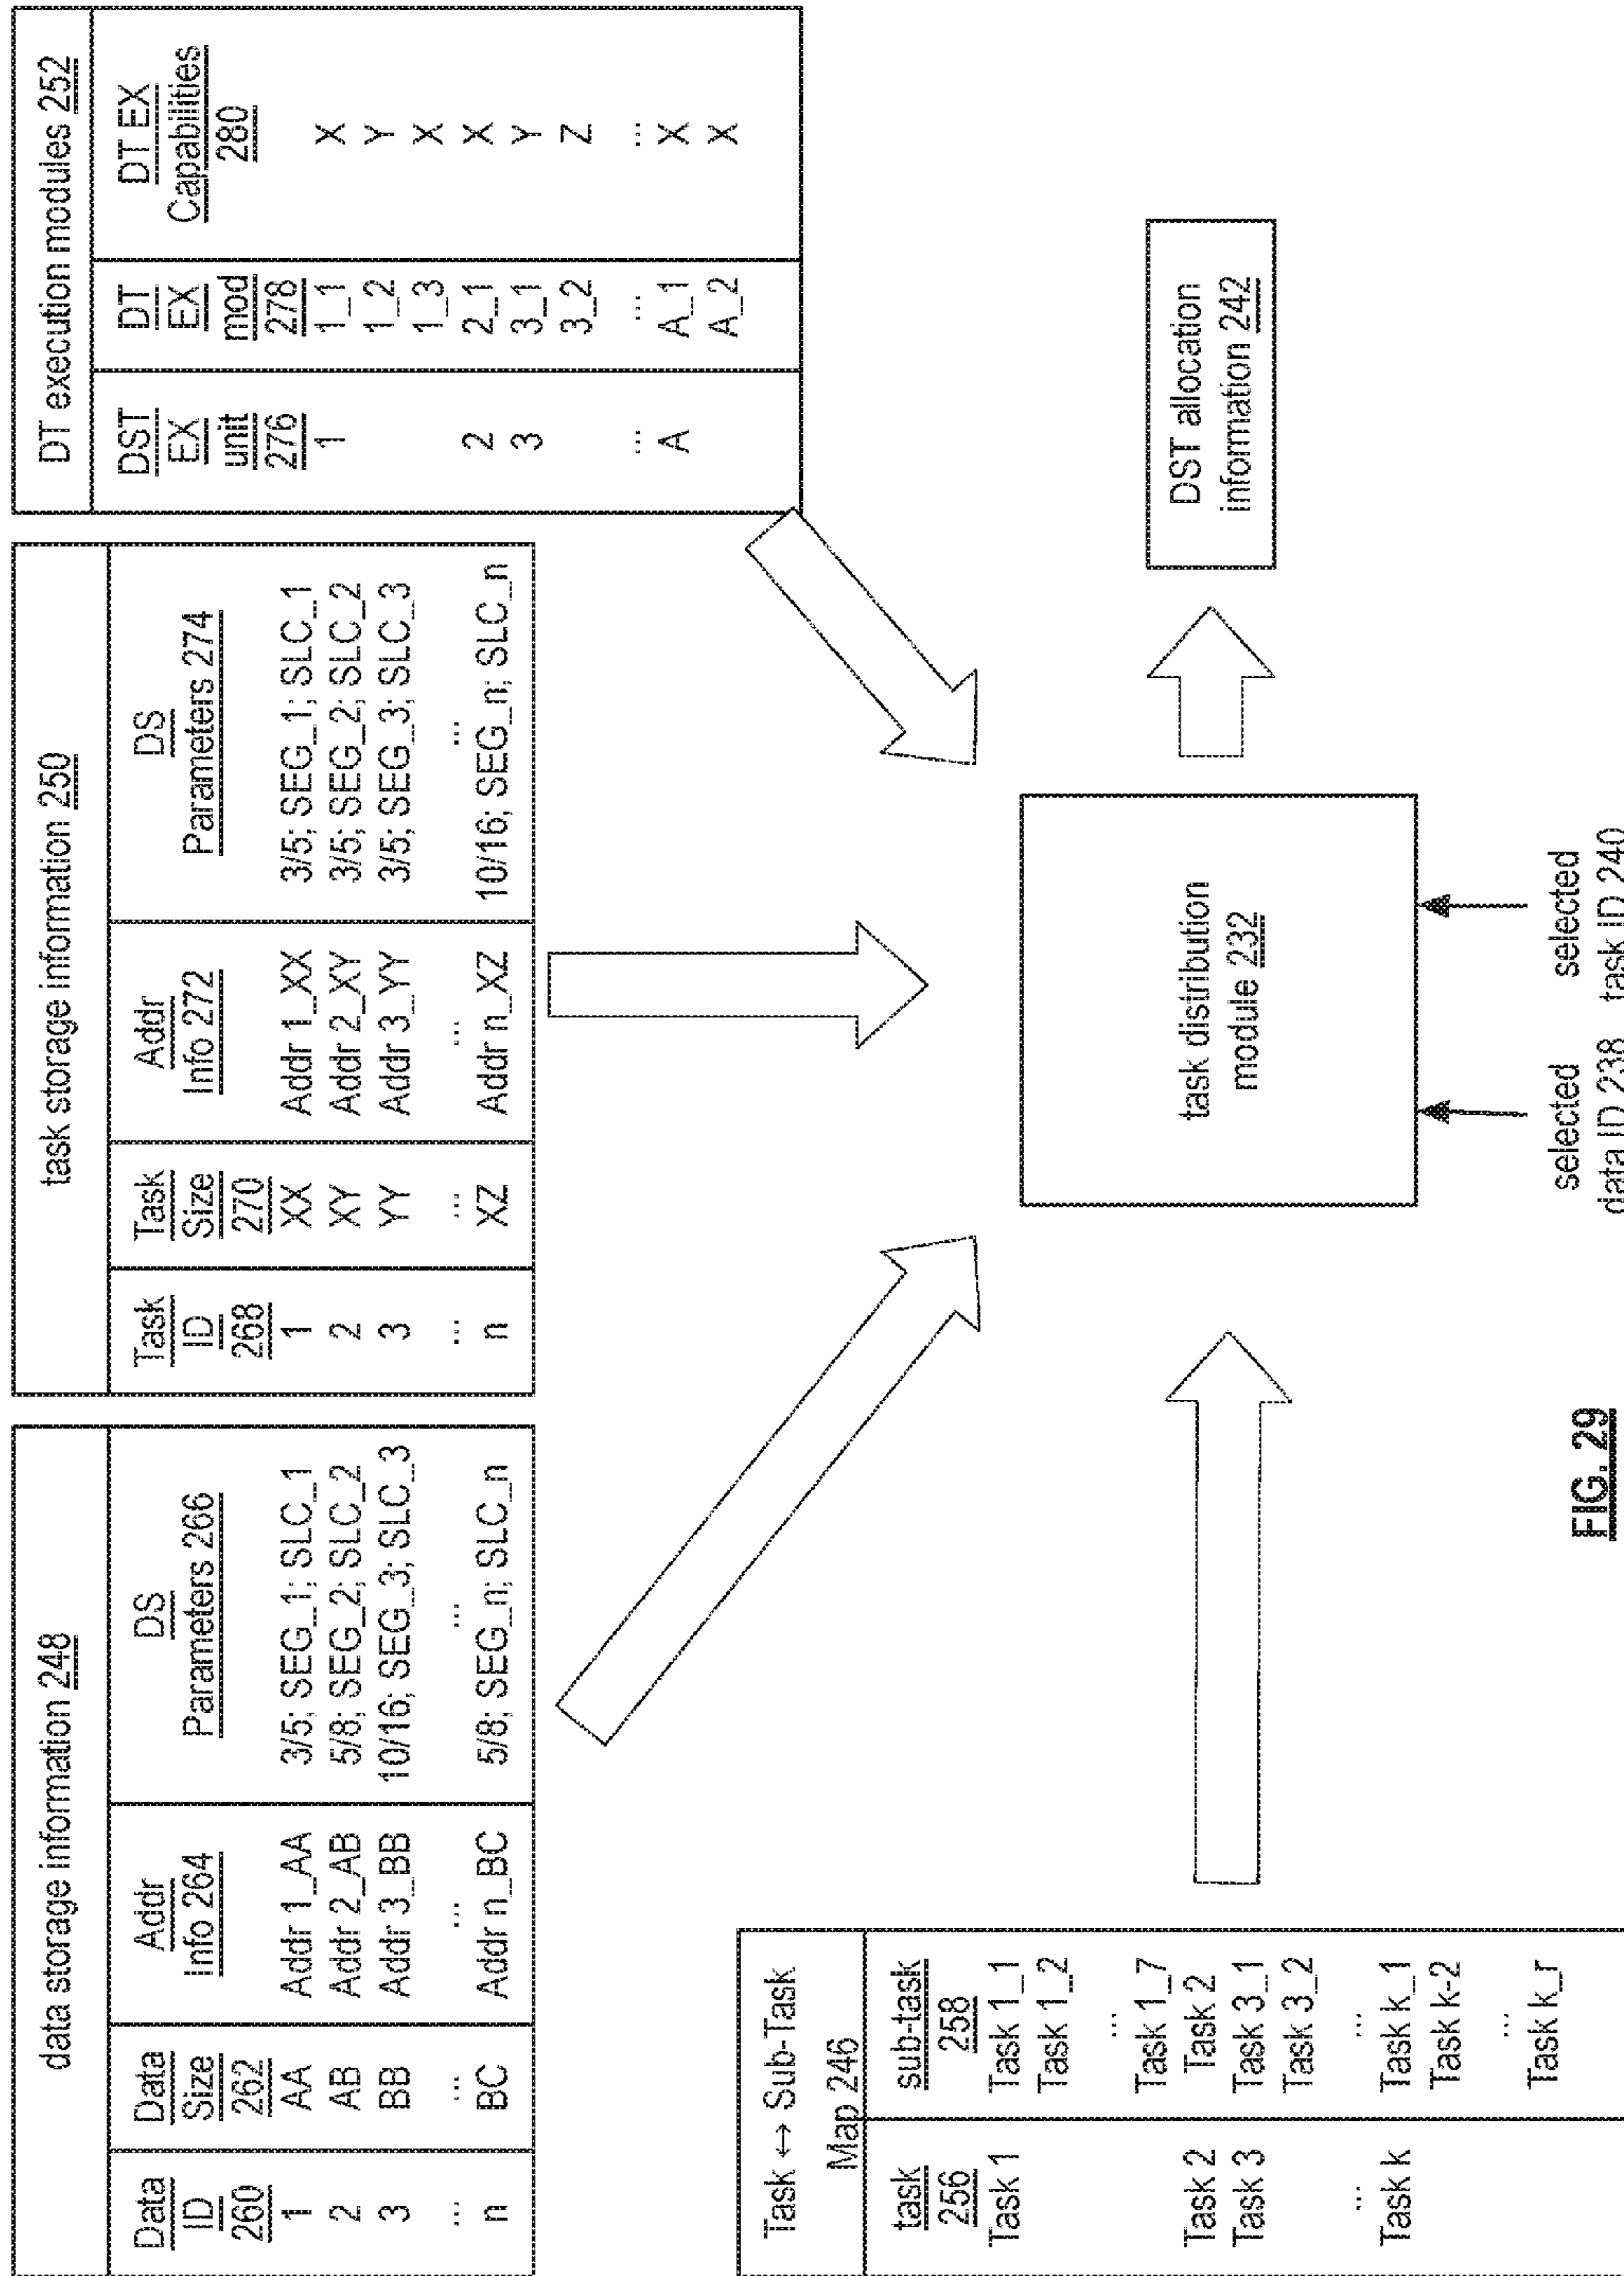 data storage information 248
Data ID 260 Data Size 262 Addr Info 264 DS Parameters 266
1 AA Addr 1_AA 3/5; SEG_1; SLC_1
2 AB Addr 2_AB 5/8; SEG_2; SLC_2
3 BB Addr 3_BB 10/16; SEG_3; SLC_3
... ... ... ...
n BC Addr n_BC 5/8; SEG_n; SLC_n
task storage information 250
Task ID 268 Task Size 270 Addr Info 272 DS Parameters 274
1 XX Addr 1_XX 3/5; SEG_1; SLC_1
2 XY Addr 2_XY 3/5; SEG_2; SLC_2
3 YY Addr 3_YY 3/5; SEG_3; SLC_3
... ... ... ...
n XZ Addr n_XZ 10/16; SEG_n; SLC_n
DT execution modules 252
DST EX unit 276 DT EX mod 278 DT EX Capabilities 280
1 1_1 X
1_2 Y
1_3 X
2 2_1 X
3 3_1 Y
3_2 Z
... ... ...
A A_1 X
A_2 X
Task ↔ Sub-Task
Map 246
task 256 sub-task 258
Task 1 Task 1_1
Task 1_2
...
Task 1_7
Task 2 Task 2
Task 3 Task 3_1
Task 3_2
... ...
Task k Task k_1
Task k-2
...
Task k_r
task distribution
module 232
DST allocation
information 242
selected
data ID 238
selected
task ID 240
FIG. 29